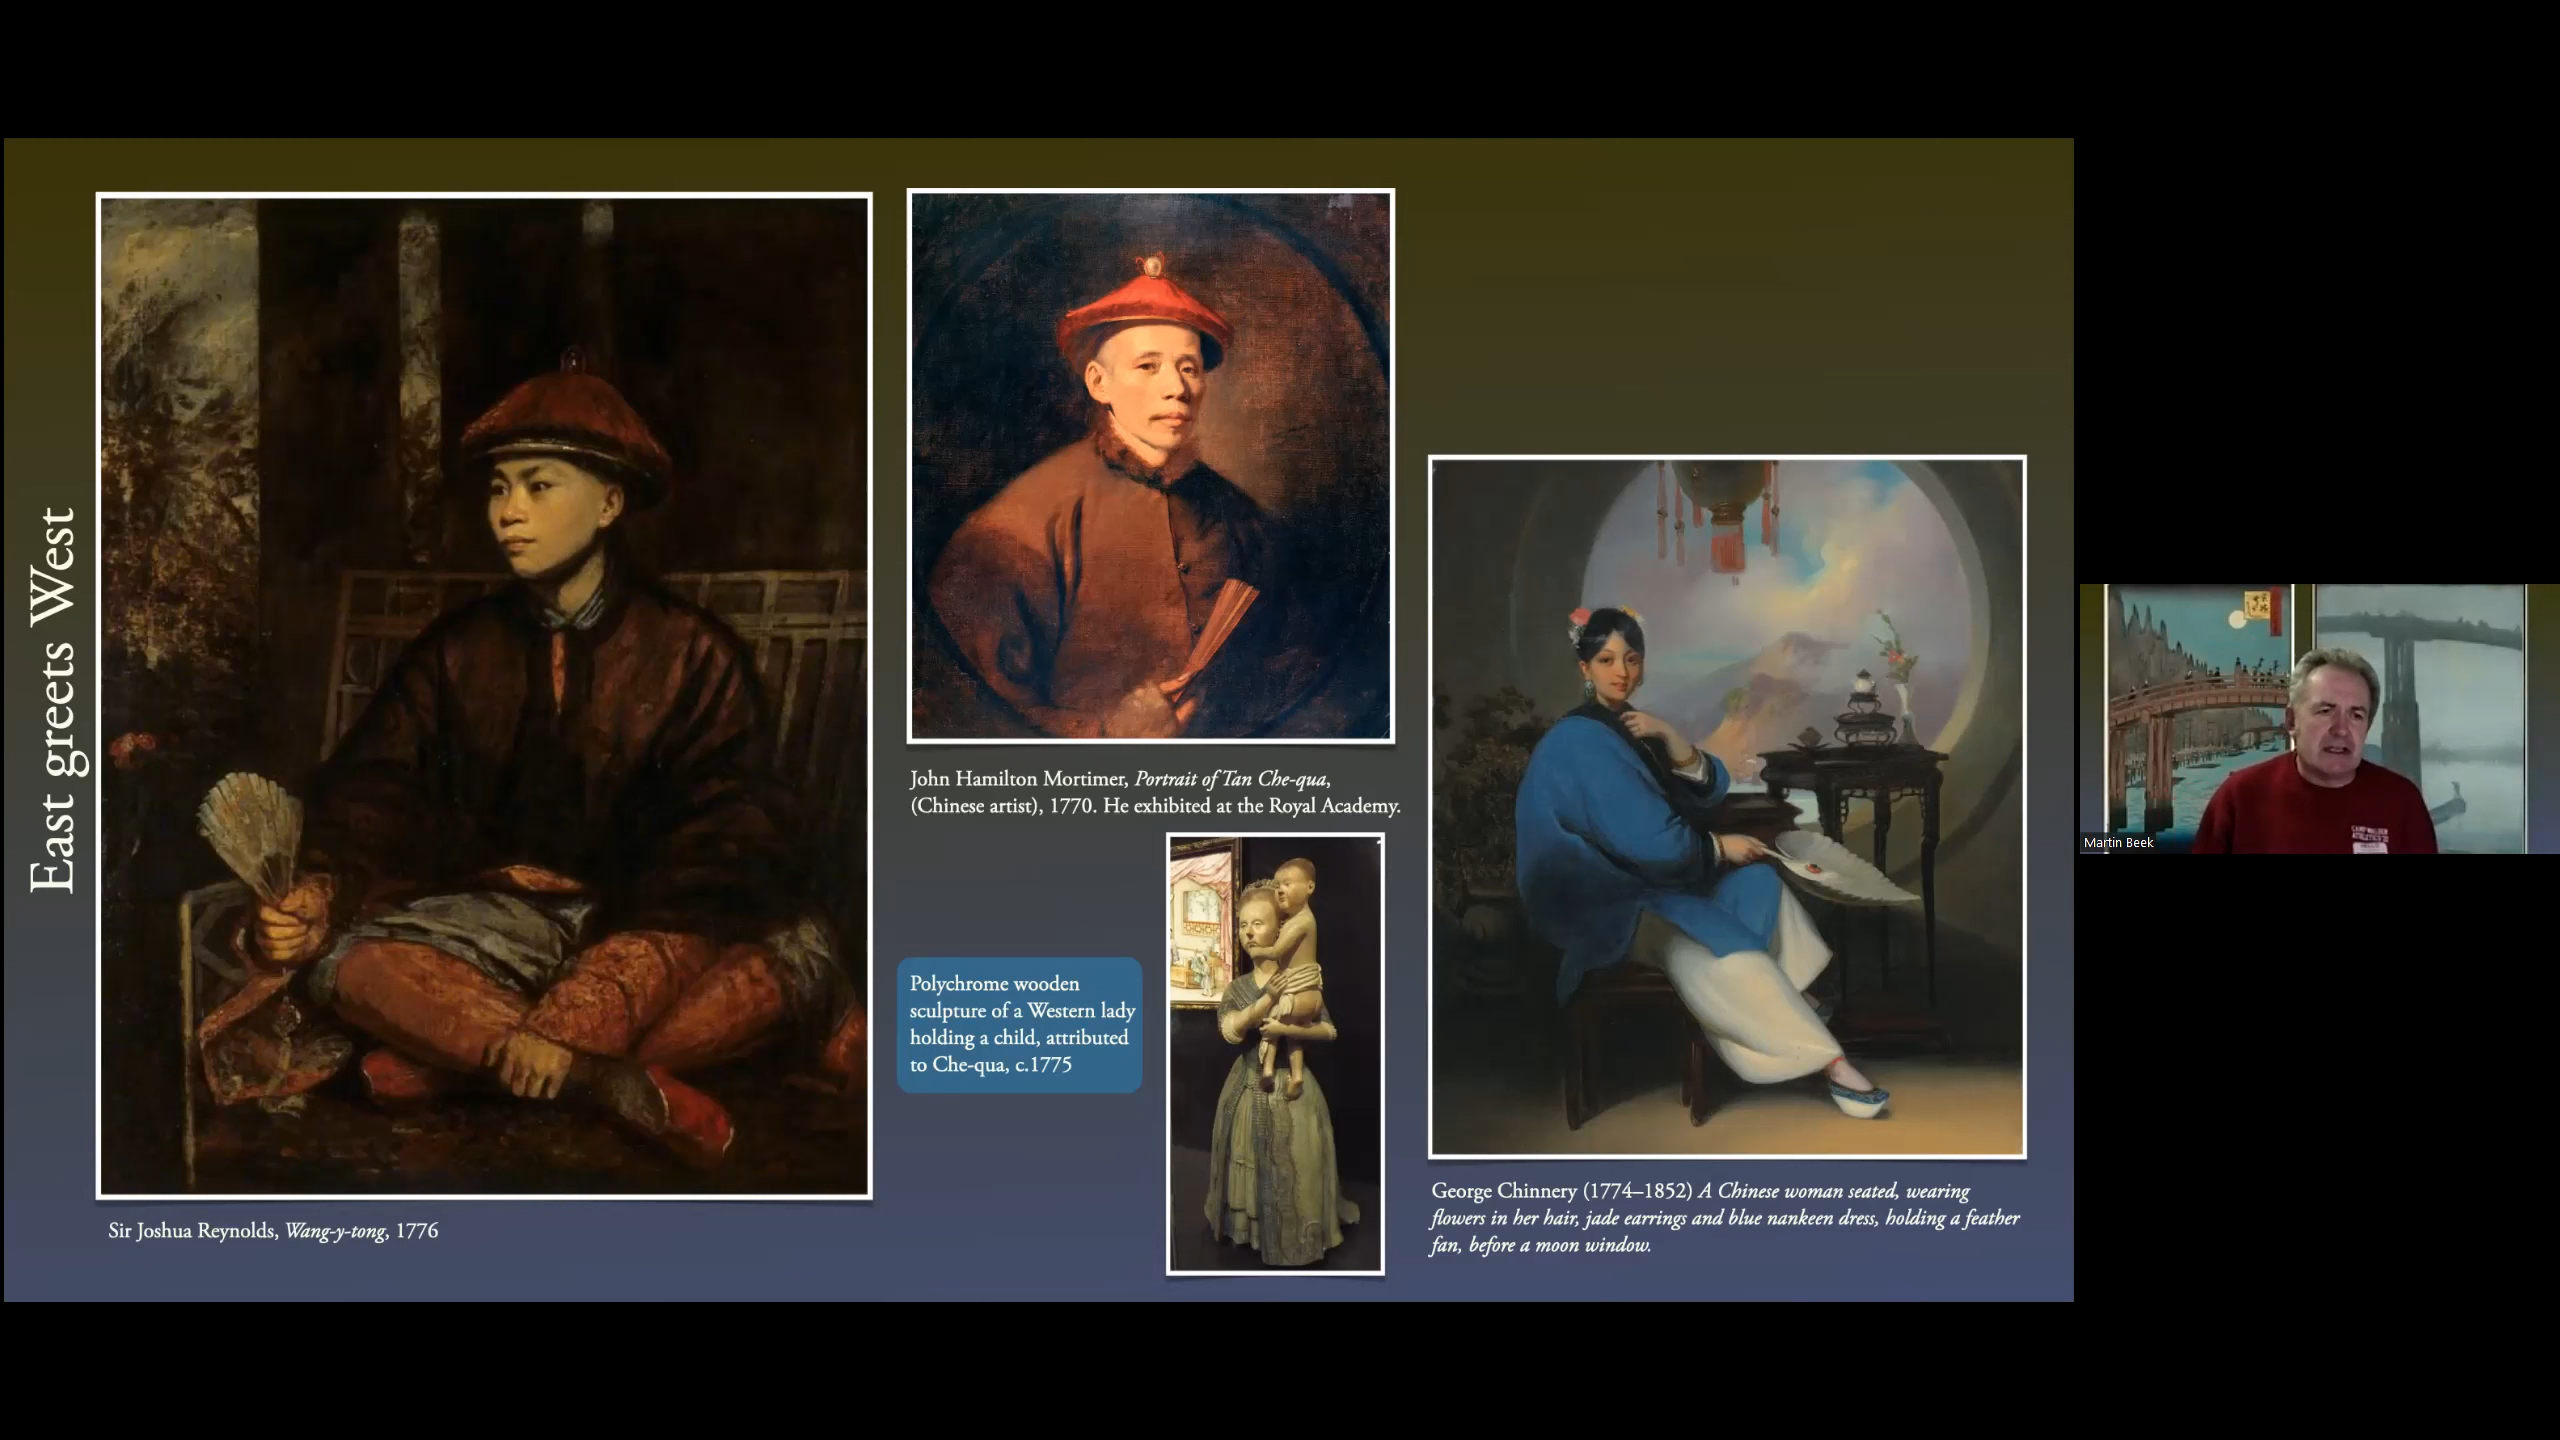 East greets West
Sir Joshua Reynolds, Wang-y-tong, 1776
John Hamilton Mortimer, Portrait of Tan Che-qua,
(Chinese artist), 1770. He exhibited at the Royal Academy.
Polychrome wooden
sculpture of a Western lady
holding a child, attributed
to Che-qua, c.1775
George Chinnery (1774–1852) A Chinese woman seated, wearing
flowers in her hair, jade earrings and blue nankeen dress, holding a feather
fan, before a moon window.
CAMP WALDEN
ATHLETICS
Martin Beek